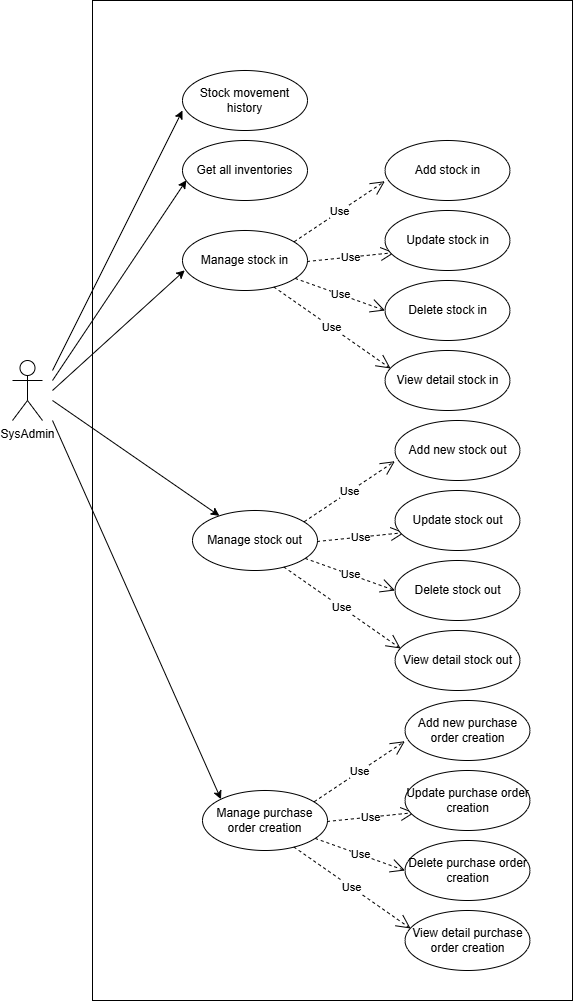 Stock movement
history
Get all inventories
Add stock in
Use
Update stock in
Manage stock in
Use
Use
Delete stock in
Use
View detail stock in
SysAdmin
Add new stock out
Use
Update stock out
Manage stock out
Use
Use
Delete stock out
Use
View detail stock out
Add new purchase
order creation
Use
Update purchase order
creation
Manage purchase
order creation
Use
Use
Delete purchase order
creation
Use
View detail purchase
order creation